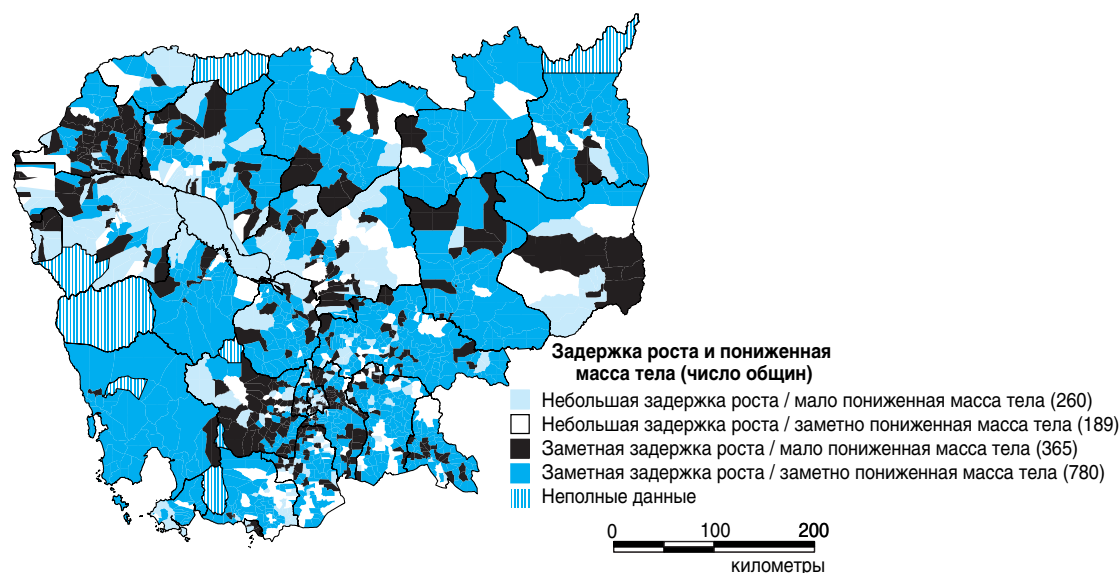 Задержка роста и пониженная
масса тела (число общин)
Небольшая задержка роста / мало пониженная масса тела (260)
Небольшая задержка роста / заметно пониженная масса тела (189)
Заметная задержка роста / мало пониженная масса тела (365)
Заметная задержка роста / заметно пониженная масса тела (780)
Неполные данные
0 100 200
километры